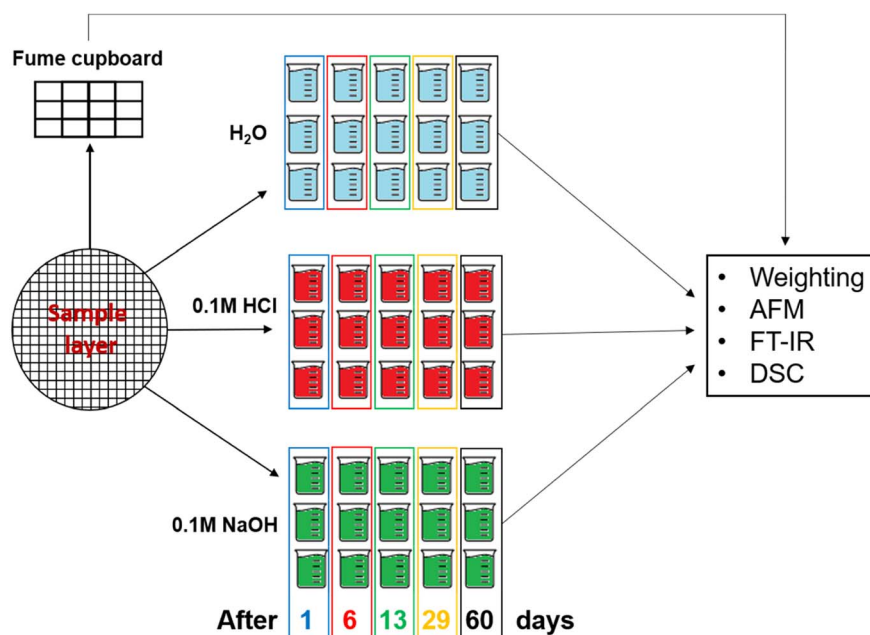 Fume cupboard
H₂O
0.1M HCl
Sample
layer
0.1M NaOH
After 1 6 13 29 60 days
• Weighting
• AFM
• FT-IR
• DSC